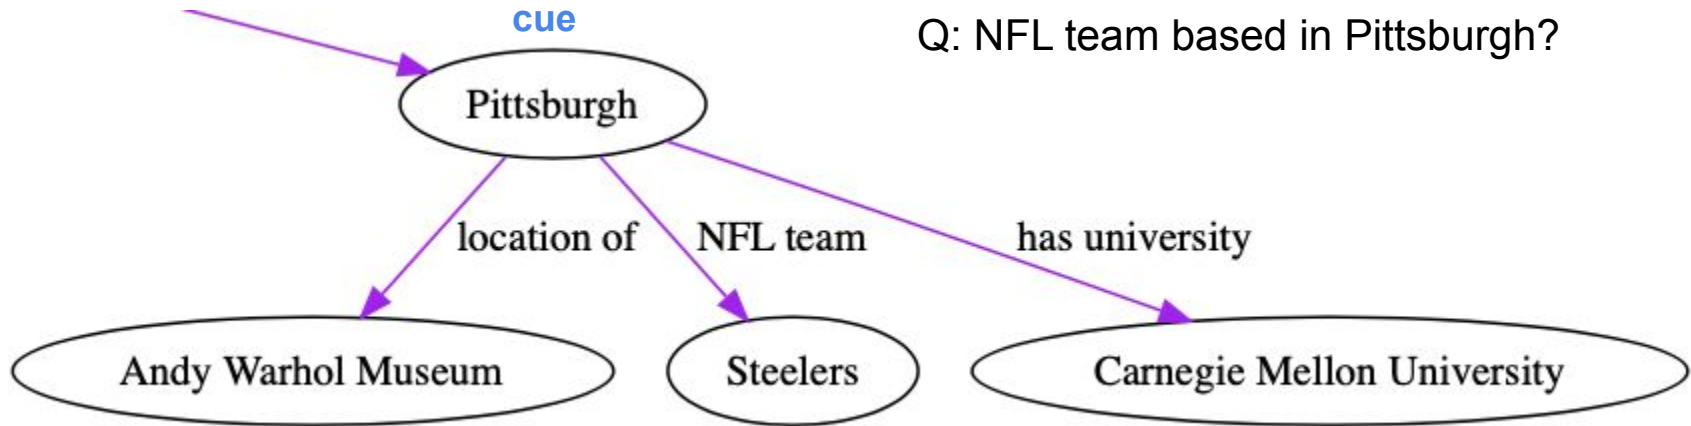 cue
Q: NFL team based in Pittsburgh?
Pittsburgh
location of
NFL team
has university
Andy Warhol Museum
Steelers
Carnegie Mellon University